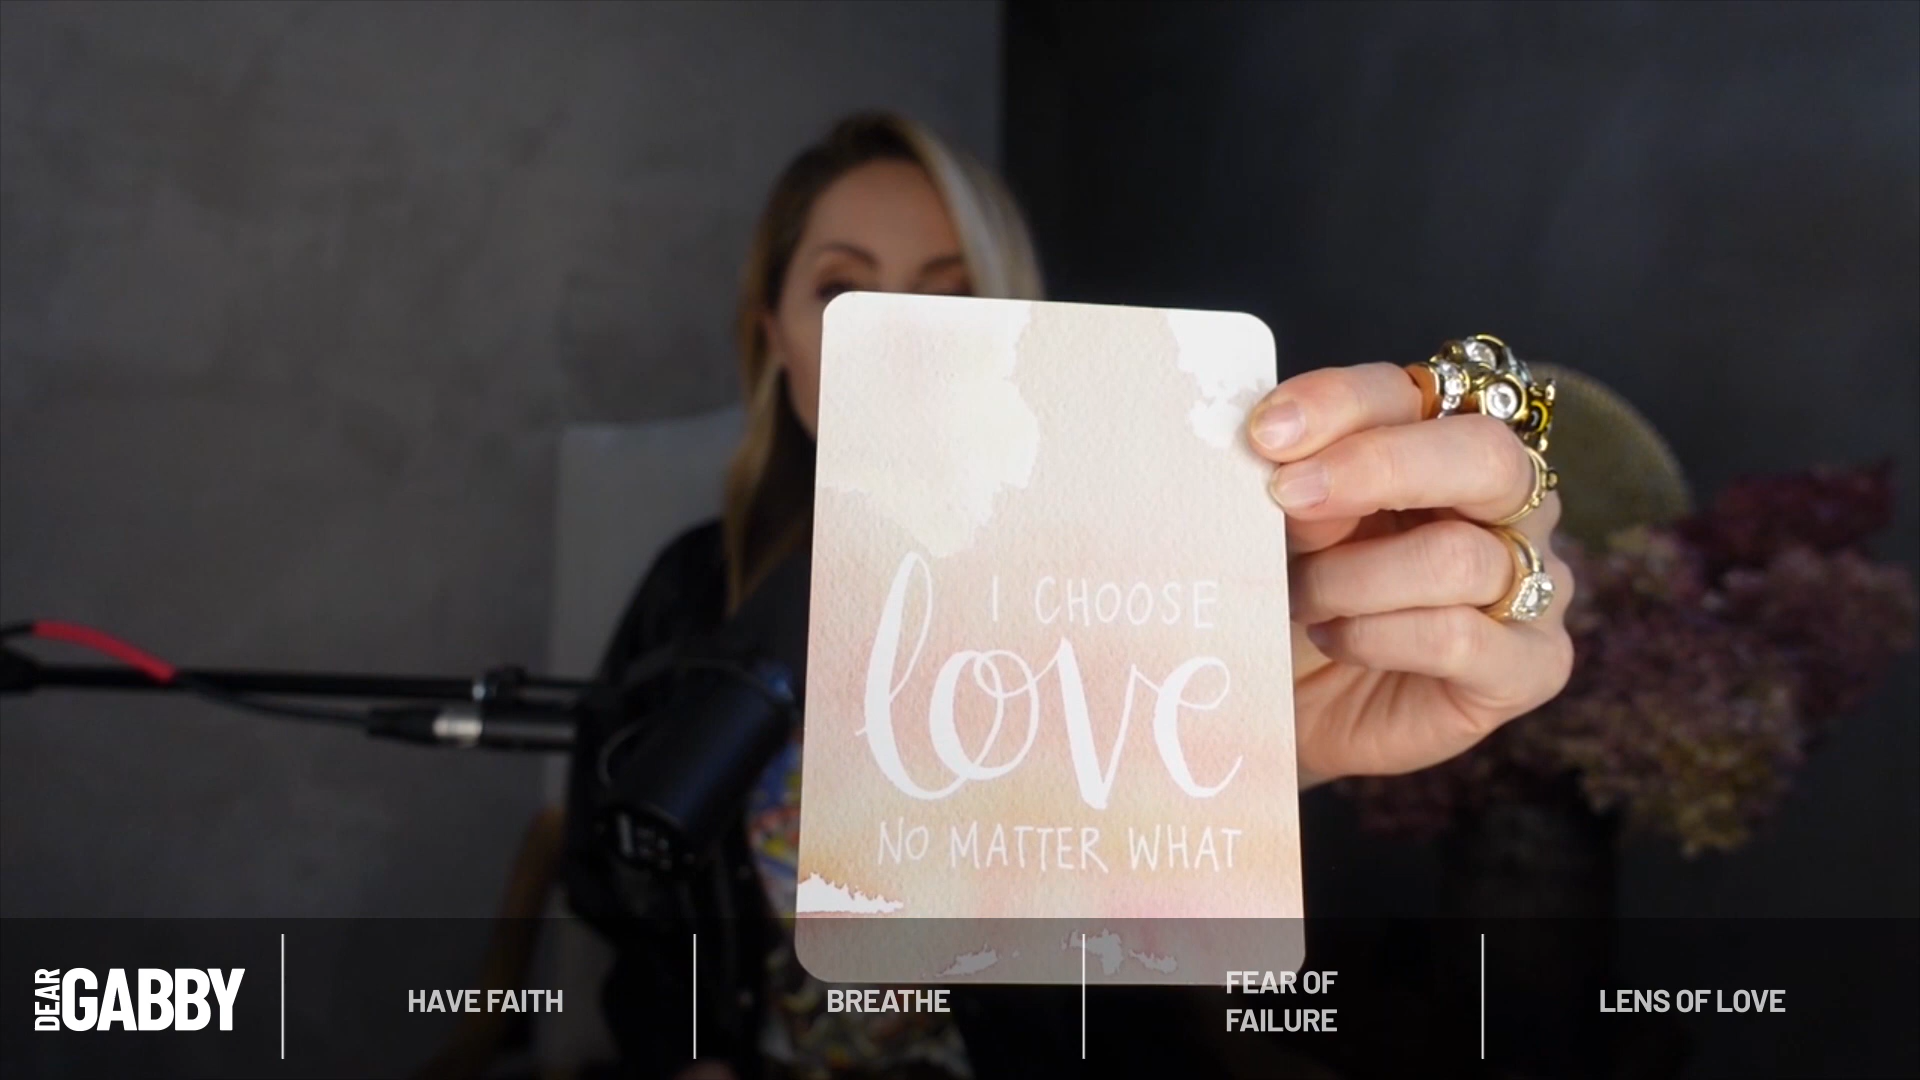 I CHOOSE
love
NO MATTER WHAT
DEAR
GABBY
HAVE FAITH
BREATHE
FEAR OF
FAILURE
LENS OF LOVE